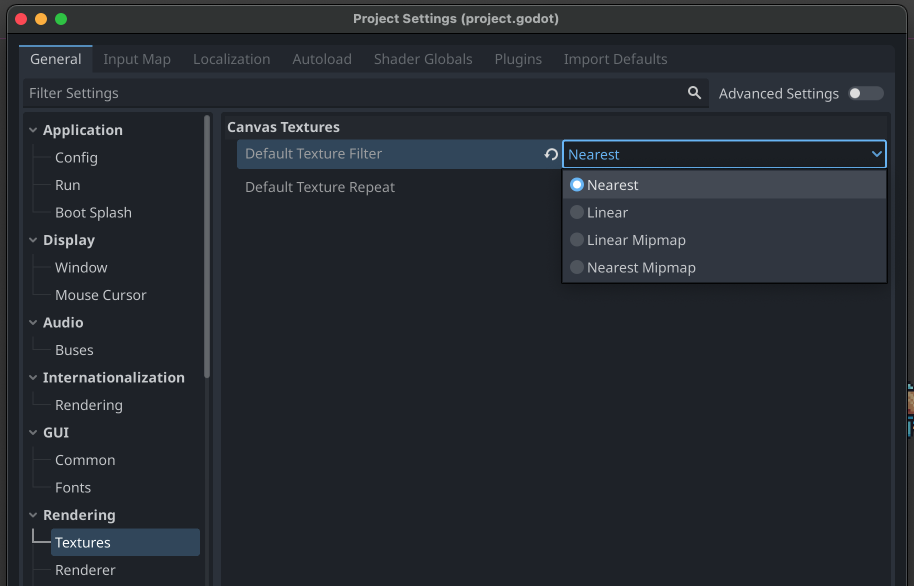 Project Settings (project.godot)
General Input Map Localization Autoload Shader Globals Plugins Import Defaults
Filter Settings Advanced Settings
Application
Config
Run
Boot Splash
Display
Window
Mouse Cursor
Audio
Buses
Internationalization
Rendering
GUI
Common
Fonts
Rendering
Textures
Renderer
Canvas Textures
Default Texture Filter Nearest
Default Texture Repeat
Nearest
Linear
Linear Mipmap
Nearest Mipmap